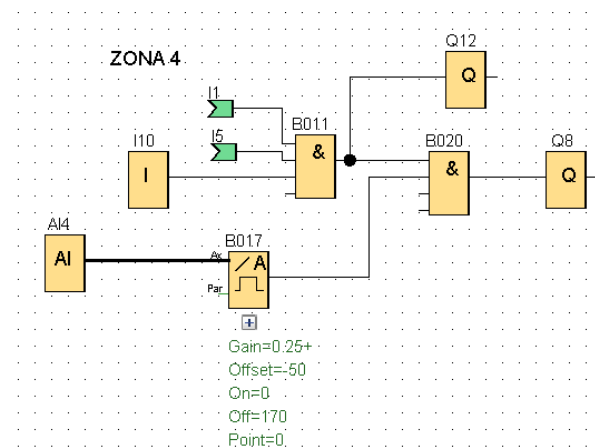 Q12
ZONA 4
Q
I1
B011
I5
&
I10
B020
Q8
I
&
Q
AI4
B017
AI
Ax
A
Par
Gain=0.25+
Offset=-50
On=0
Off=170
Point=0